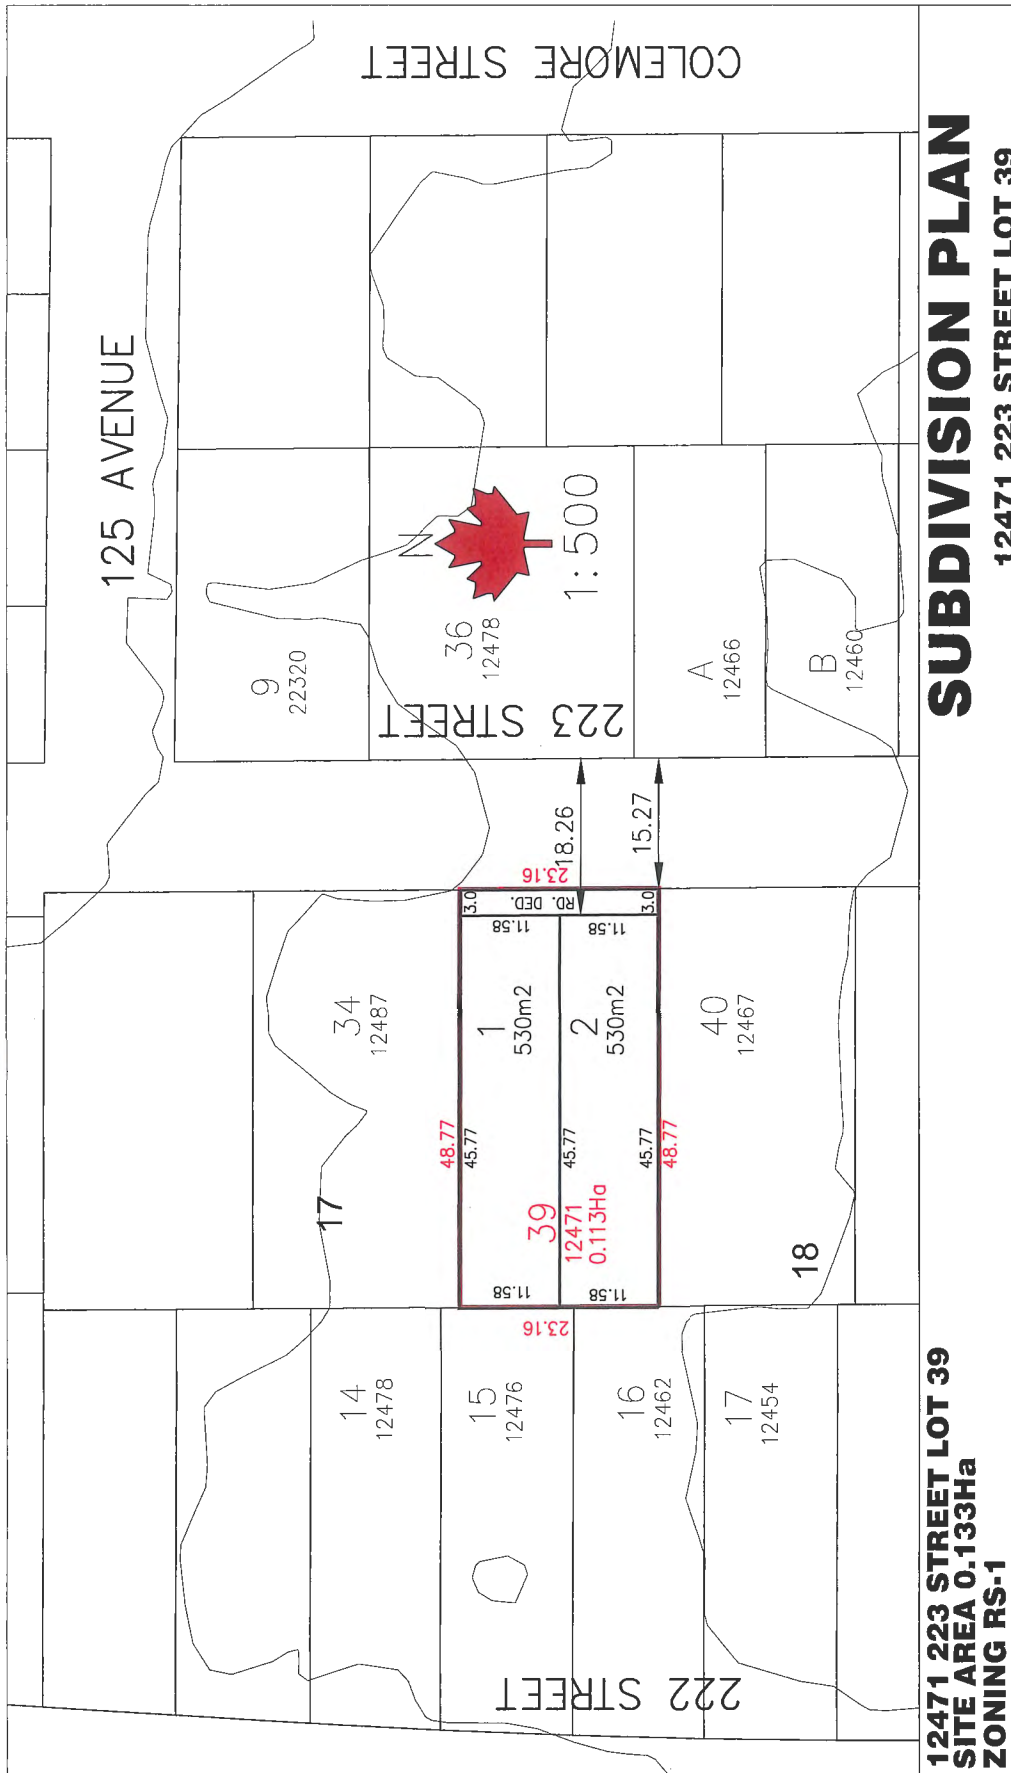 COLEMORE STREET
125 AVENUE
9
22320
N
36
12478
1:500
A
12466
B
12460
223 STREET
18.26
15.27
34
12487
23.16
3.0
RD. DED.
3.0
11.58
11.58
1
530m2
2
530m2
40
12467
48.77
45.77
45.77
45.77
48.77
17
39
12471
0.113Ha
18
11.58
11.58
23.16
14
12478
15
12476
16
12462
17
12454
222 STREET
SUBDIVISION PLAN
12471 223 STREET LOT 39
12471 223 STREET LOT 39
SITE AREA 0.133Ha
ZONING RS-1